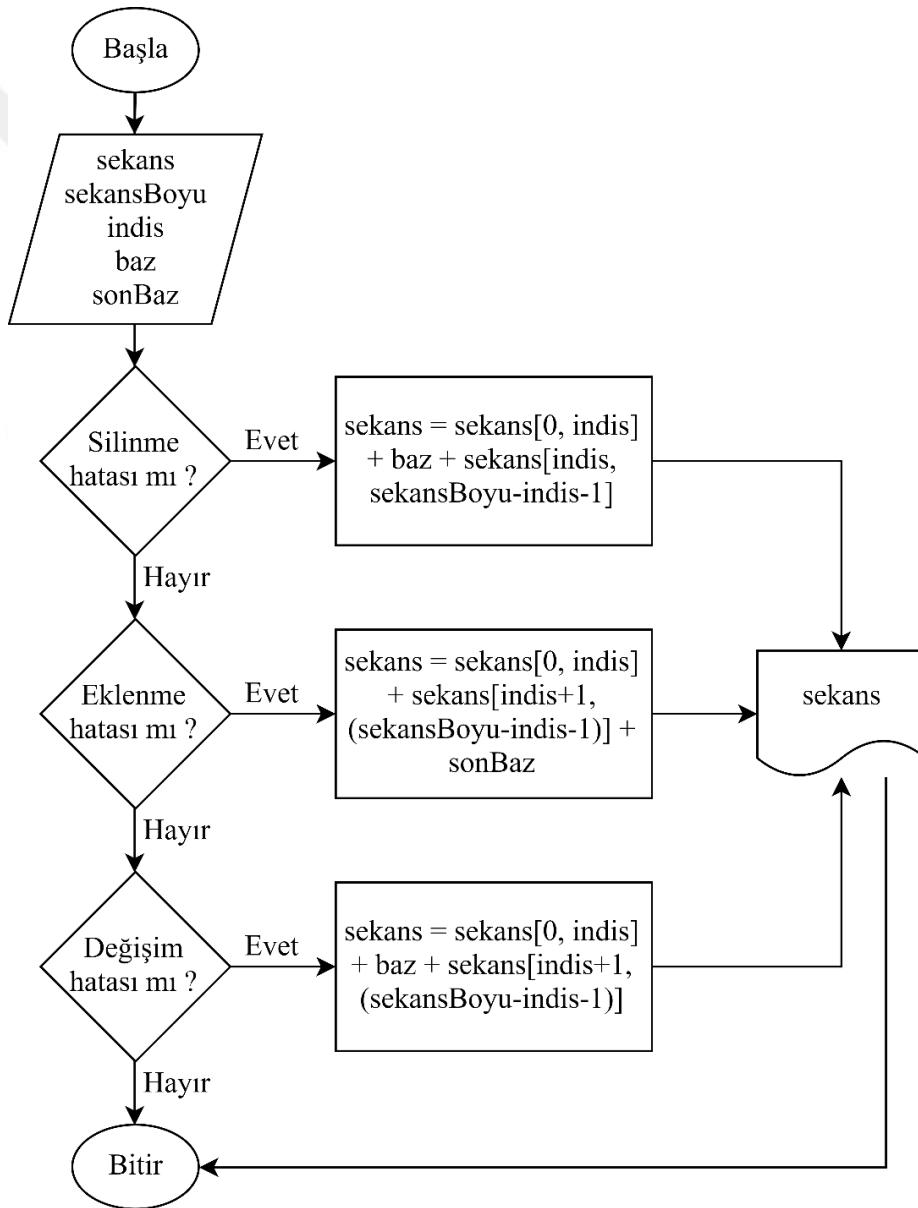 Başla
sekans
sekansBoyu
indis
baz
sonBaz
Silinme
hatası mı ?
Evet
sekans = sekans[0, indis]
+ baz + sekans[indis,
sekansBoyu-indis-1]
Hayır
Eklenme
hatası mı ?
Evet
sekans = sekans[0, indis]
+ sekans[indis+1,
(sekansBoyu-indis-1)] +
sonBaz
sekans
Hayır
Değişim
hatası mı ?
Evet
sekans = sekans[0, indis]
+ baz + sekans[indis+1,
(sekansBoyu-indis-1)]
Hayır
Bitir